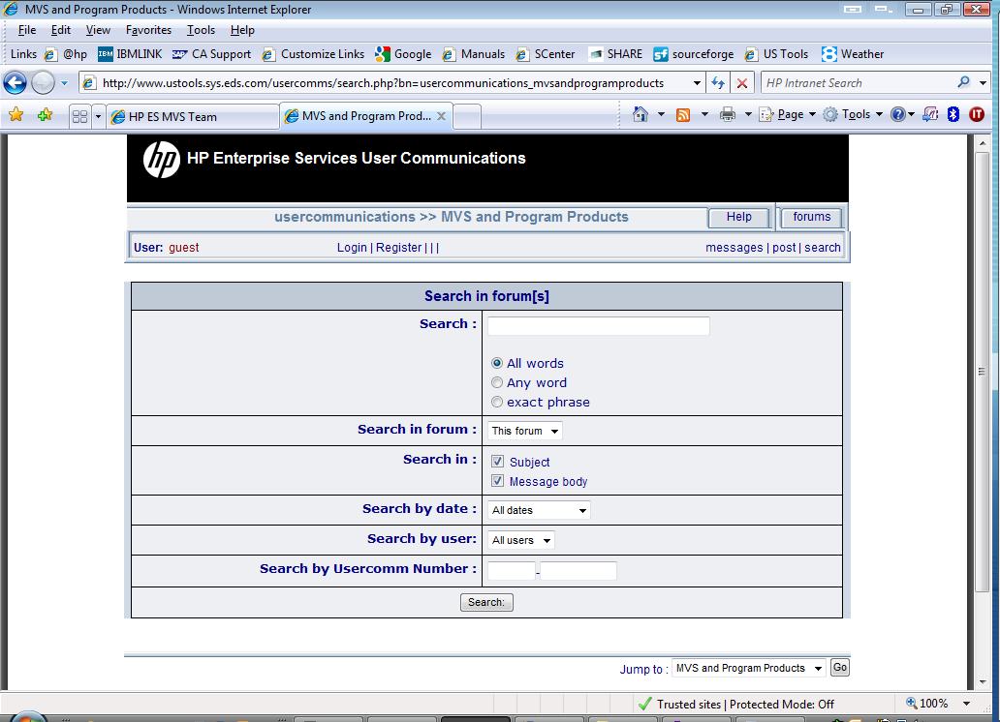 MVS and Program Products - Windows Internet Explorer
File Edit View Favorites Tools Help
Links @hp IBM IBMLINK CA Support Customize Links Google Manuals SCenter SHARE sf sourceforge US Tools Weather
http://www.ustools.sys.eds.com/usercomms/search.php?bn=usercommunications_mvsandprogramproducts HP Intranet Search
HP ES MVS Team MVS and Program Prod... Page Tools IT
hp HP Enterprise Services User Communications
usercommunications >> MVS and Program Products Help forums
User: guest Login | Register | | | messages | post | search
Search in forum[s]
Search :
All words
Any word
exact phrase
Search in forum : This forum
Search in : Subject
Message body
Search by date : All dates
Search by user: All users
Search by Usercomm Number : -
Search:
Jump to : MVS and Program Products Go
Trusted sites | Protected Mode: Off 100%